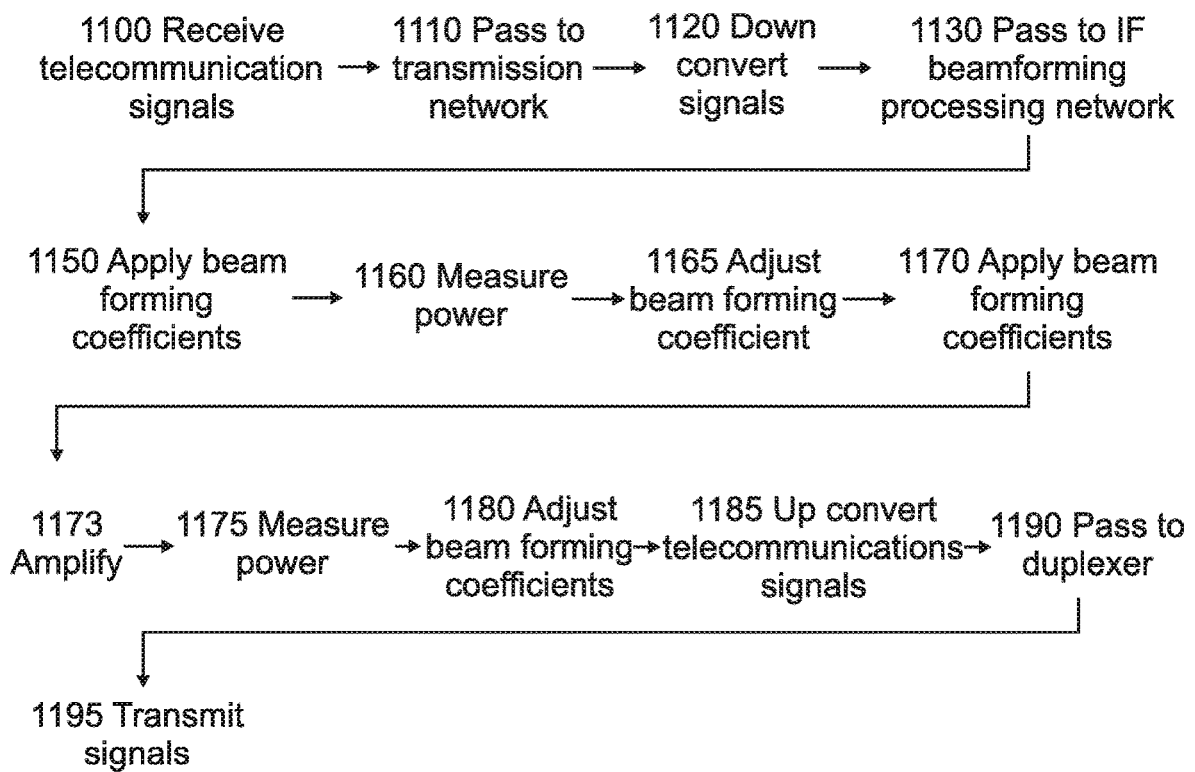 1100 Receive
telecommunication
signals
1110 Pass to
transmission
network
1120 Down
convert
signals
1130 Pass to IF
beamforming
processing network
1150 Apply beam
forming
coefficients
1160 Measure
power
1165 Adjust
beam forming
coefficient
1170 Apply beam
forming
coefficients
1173
Amplify
1175 Measure
power
1180 Adjust
beam forming
coefficients
1185 Up convert
telecommunications
signals
1190 Pass to
duplexer
1195 Transmit
signals